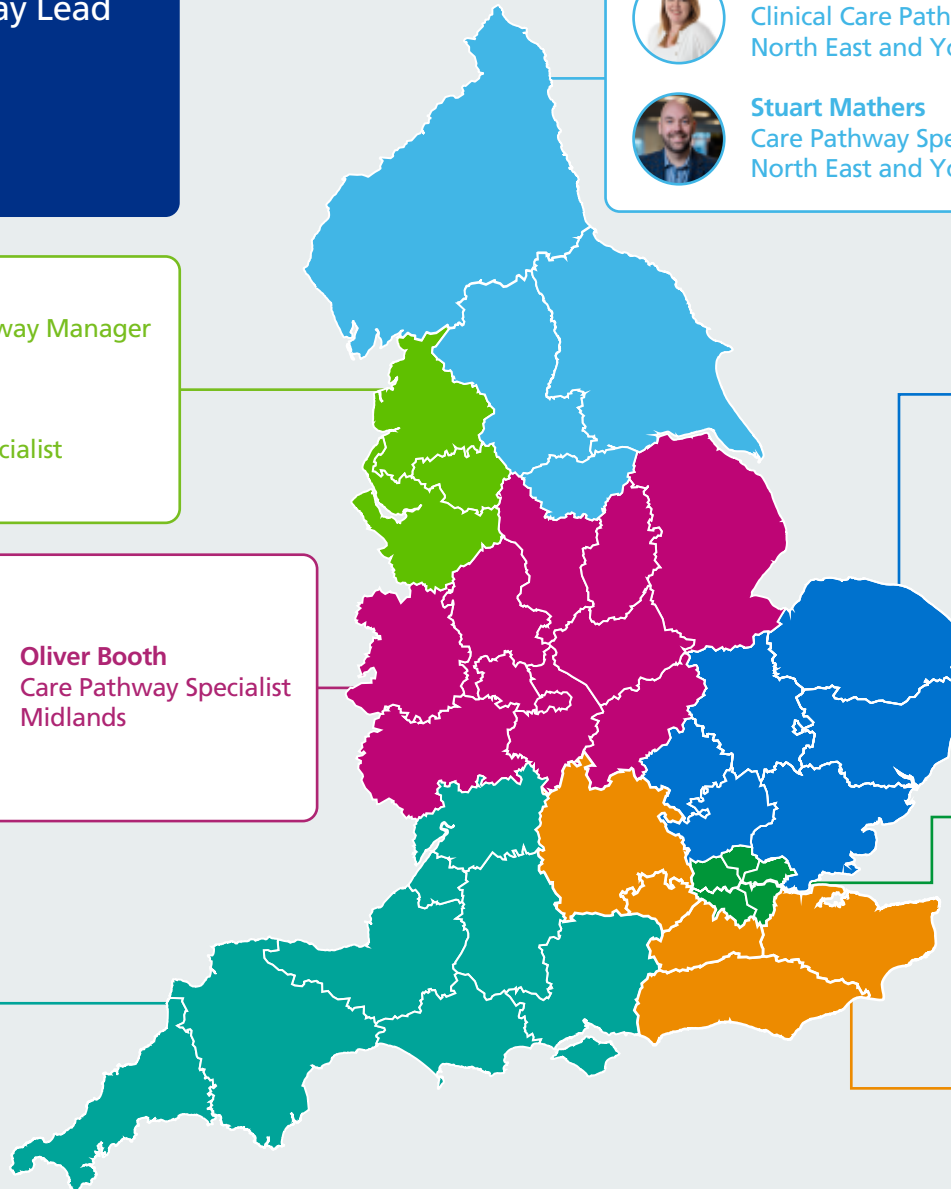 ay Lead
Clinical Care Path
North East and Yo
Stuart Mathers
Care Pathway Spe
North East and Yo
way Manager
cialist
Oliver Booth
Care Pathway Specialist
Midlands